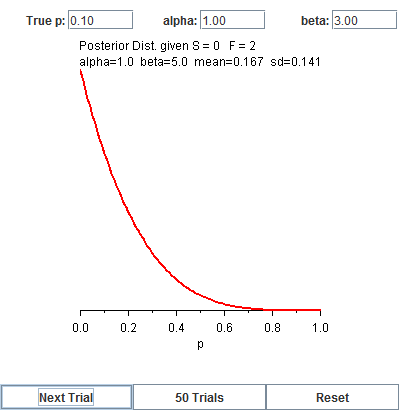 True p: 0.10 alpha: 1.00 beta: 3.00
Posterior Dist. given S = 0 F = 2
alpha=1.0 beta=5.0 mean=0.167 sd=0.141
0.0 0.2 0.4 0.6 0.8 1.0
p
Next Trial 50 Trials Reset